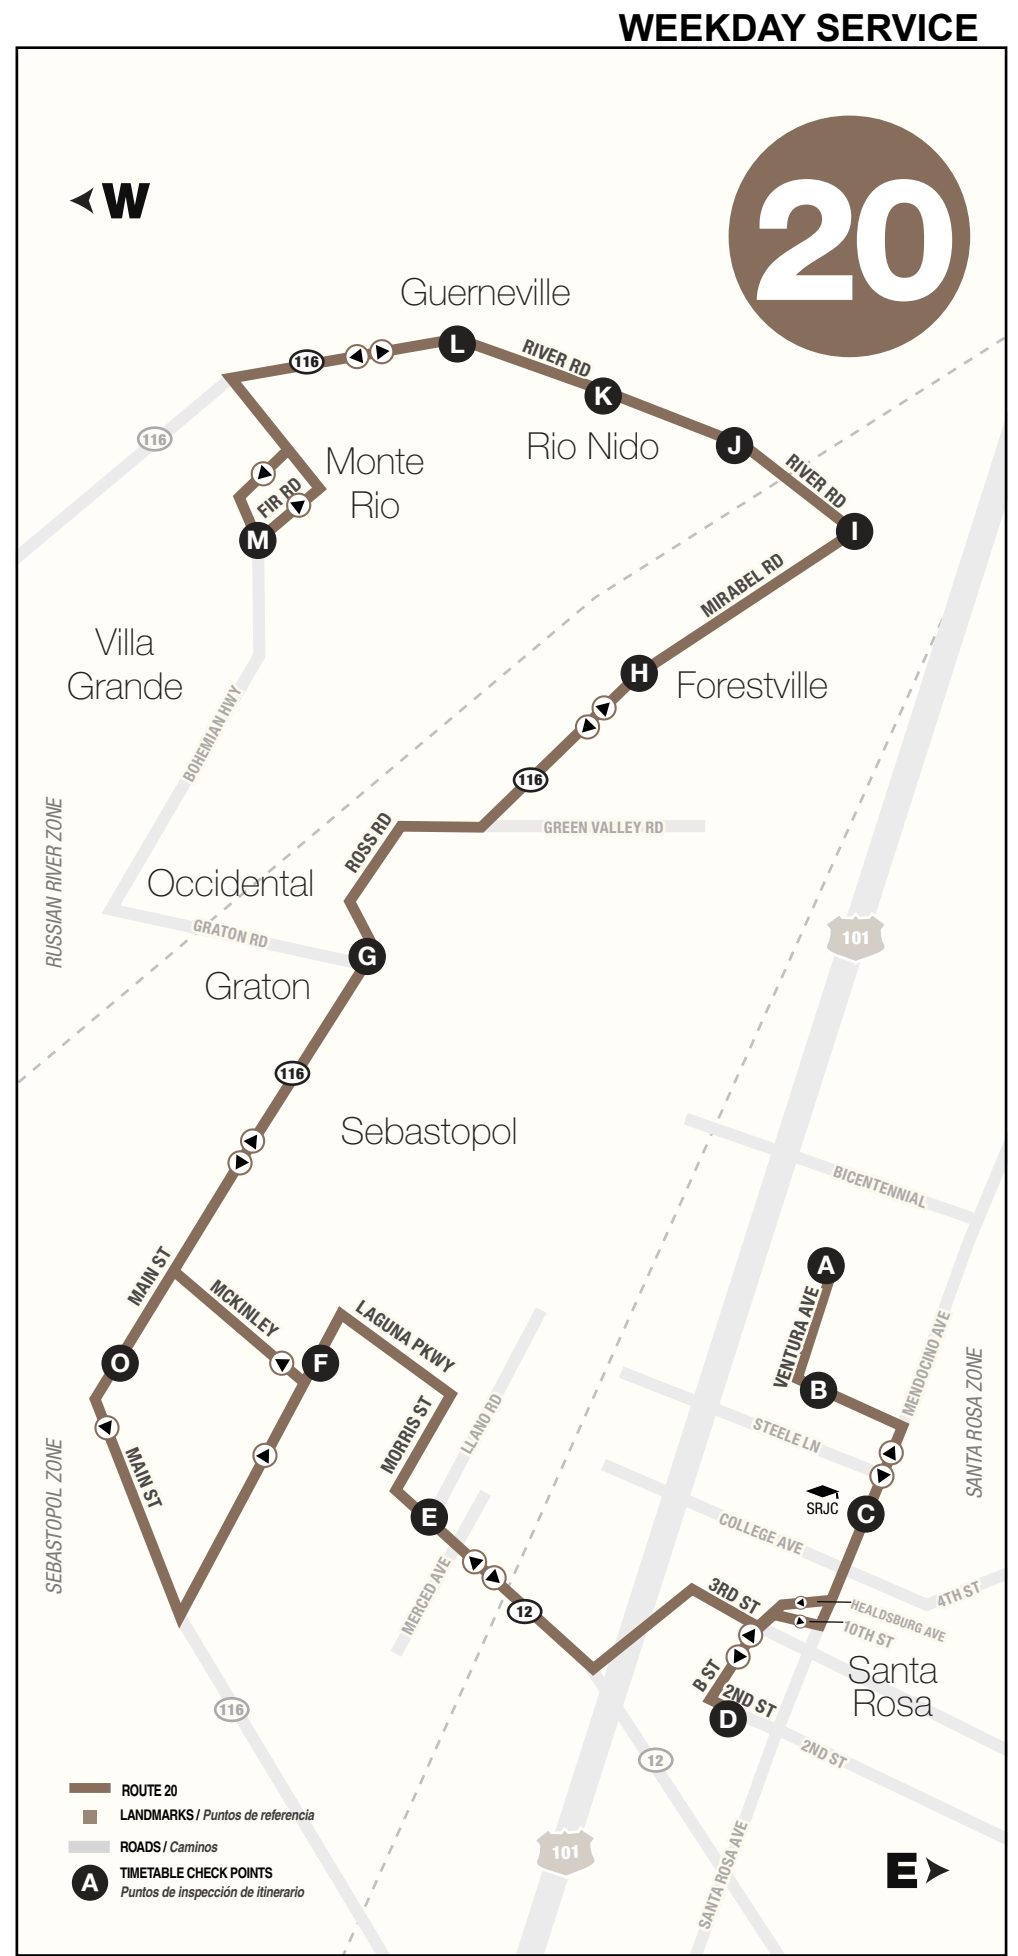 WEEKDAY SERVICE
W
20
Guerneville
L
116
RIVER RD
K
Rio Nido
J
RIVER RD
I
116
Monte
Rio
FIR RD
M
MIRABEL RD
Villa
Grande
H
Forestville
BOHEMIAN HWY
116
RUSSIAN RIVER ZONE
ROSS RD
GREEN VALLEY RD
Occidental
GRATON RD
G
101
Graton
116
Sebastopol
BICENTENNIAL
MAIN ST
MCKINLEY
A
VENTURA AVE
LAGUNA PKWY
O
F
B
MENDOCINO AVE
SANTA ROSA ZONE
LLANO RD
MORRIS ST
STEELE LN
MAIN ST
SEBASTOPOL ZONE
SRJC
C
E
COLLEGE AVE
MERCED AVE
12
3RD ST
4TH ST
HEALDSBURG AVE
10TH ST
Santa
Rosa
B ST
2ND ST
D
116
2ND ST
12
101
SANTA ROSA AVE
ROUTE 20
LANDMARKS / Puntos de referencia
ROADS / Caminos
A
TIMETABLE CHECK POINTS
Puntos de inspección de itinerario
E